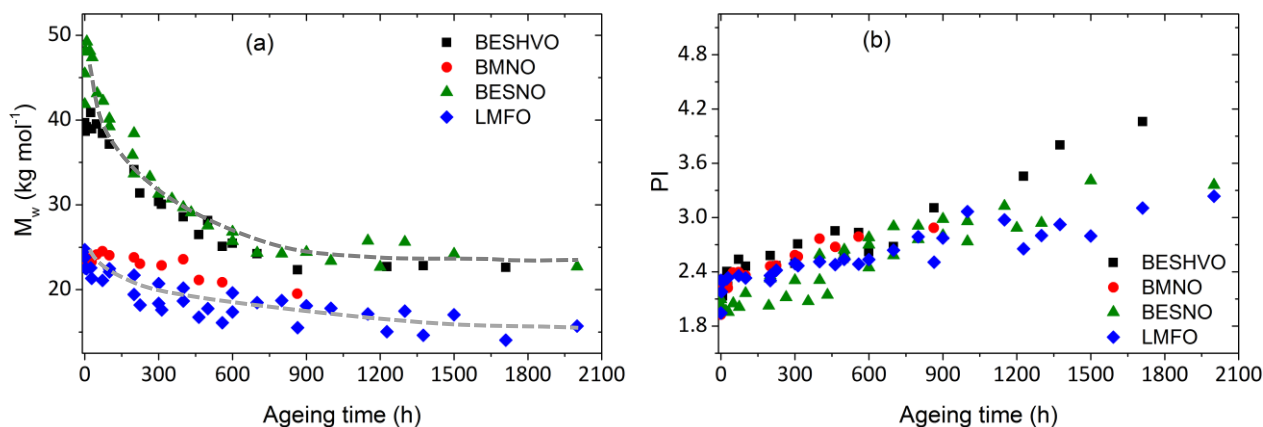 (a)
BESHVO
BMNO
BESNO
LMFO
M_w (kg mol⁻¹)
50
40
30
20
0 300 600 900 1200 1500 1800 2100
Ageing time (h)
(b)
PI
4.8
4.2
3.6
3.0
2.4
1.8
BESHVO
BMNO
BESNO
LMFO
0 300 600 900 1200 1500 1800 2100
Ageing time (h)